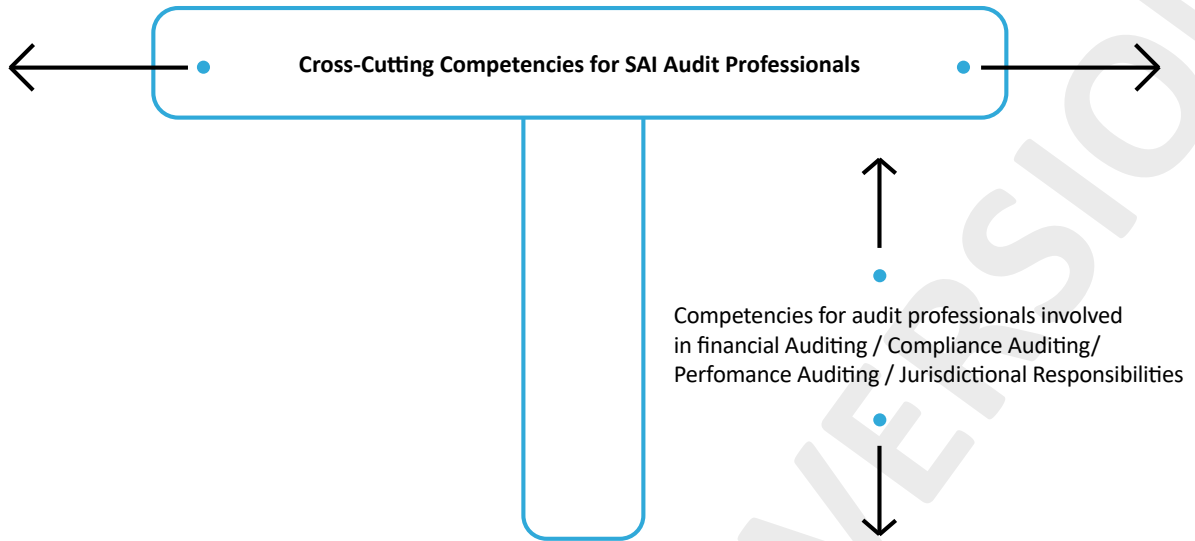 Cross-Cutting Competencies for SAI Audit Professionals
Competencies for audit professionals involved
in financial Auditing / Compliance Auditing/
Perfomance Auditing / Jurisdictional Responsibilities
VERSIO